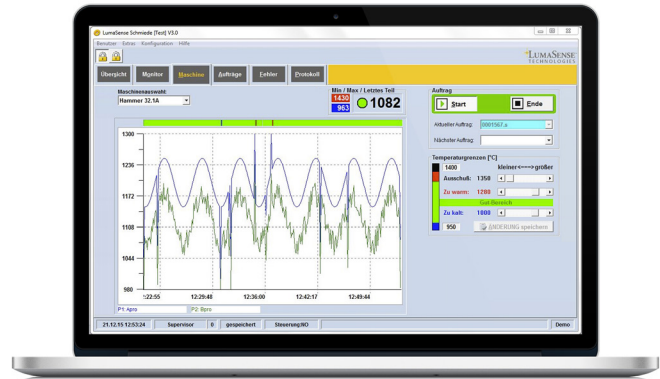 LumaSense Schmiede [Test] V3.0
Benutzer Extras Konfiguration Hilfe
LUMASENSE
TECHNOLOGIES
Übersicht Monitor Maschine Aufträge Fehler Protokoll
Maschinenauswahl:
Hammer 32.1A
Min / Max / Letztes Teil
1430
963
1082
Auftrag
Start Ende
Aktueller Auftrag: 0001567.a
Nächster Auftrag:
Temperaturgrenzen [°C]
1400 kleiner<--->größer
Ausschuß: 1350
Zu warm: 1280
Gut-Bereich
Zu kalt: 1000
950 ÄNDERUNG speichern
1300
1236
1172
1108
1044
980
:22:55 12:29:48 12:36:00 12:42:17 12:49:44
P1: Apro P2: Bpro
21.12.15 12:53:24 Supervisor 0 gespeichert Steuerung:NO Demo